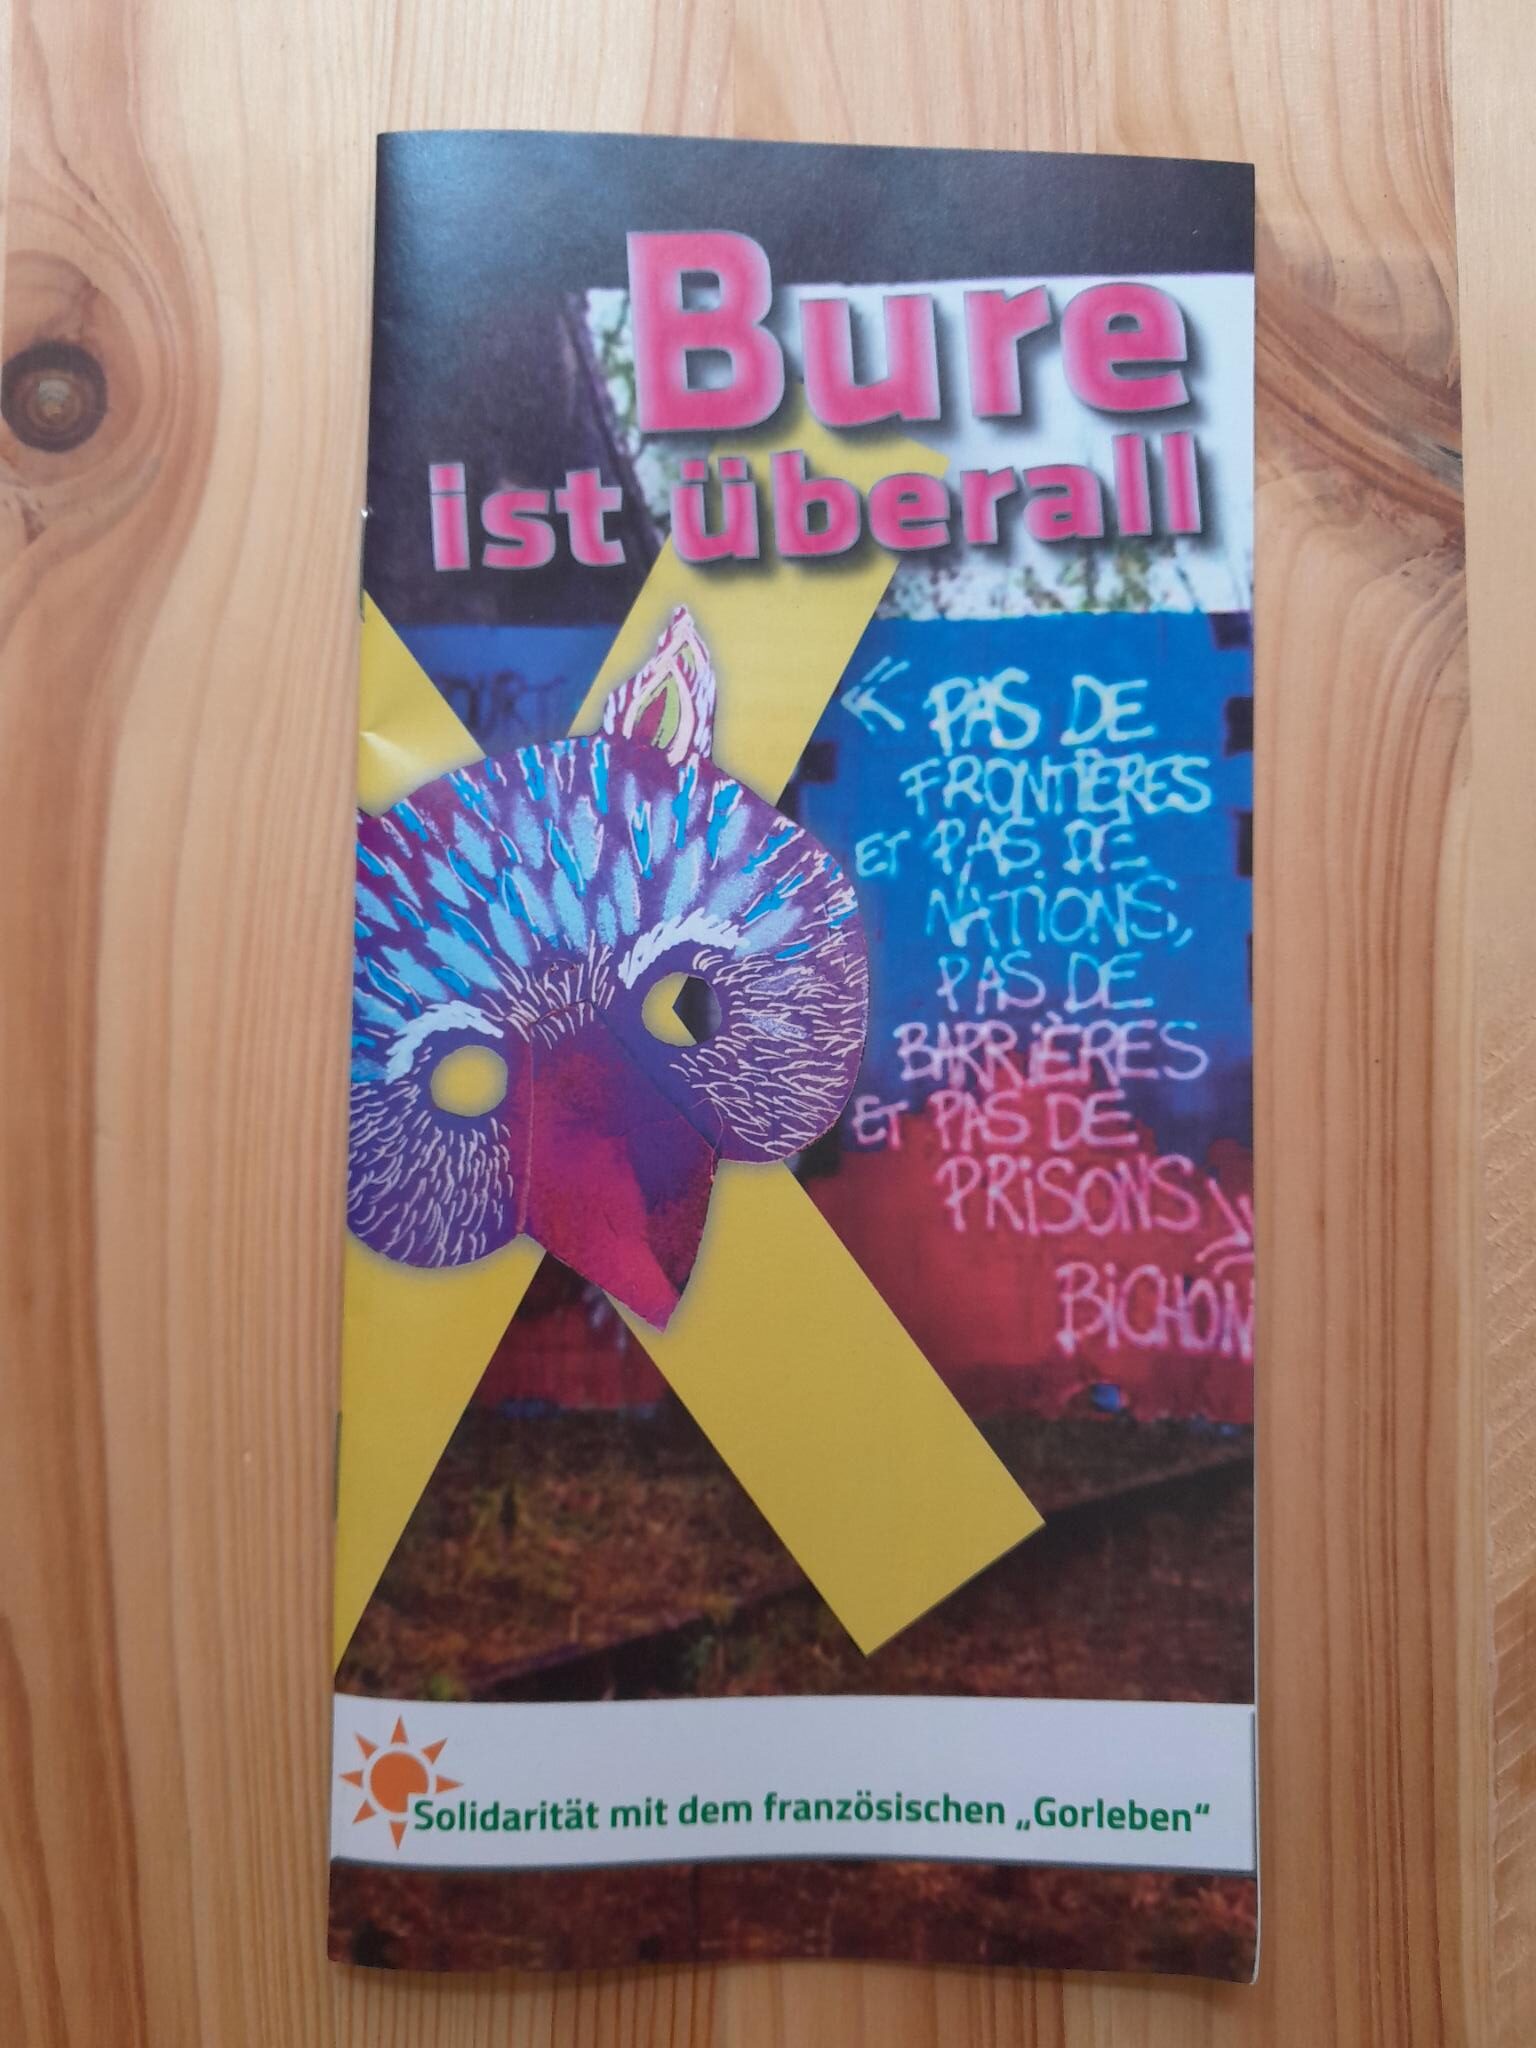 Bure
ist überall
« PAS DE
FRONTIÈRES
ET PAS DE
NATIONS,
PAS DE
BARRIÈRES
ET PAS DE
PRISONS »
BICHON
Solidarität mit dem französischen „Gorleben“